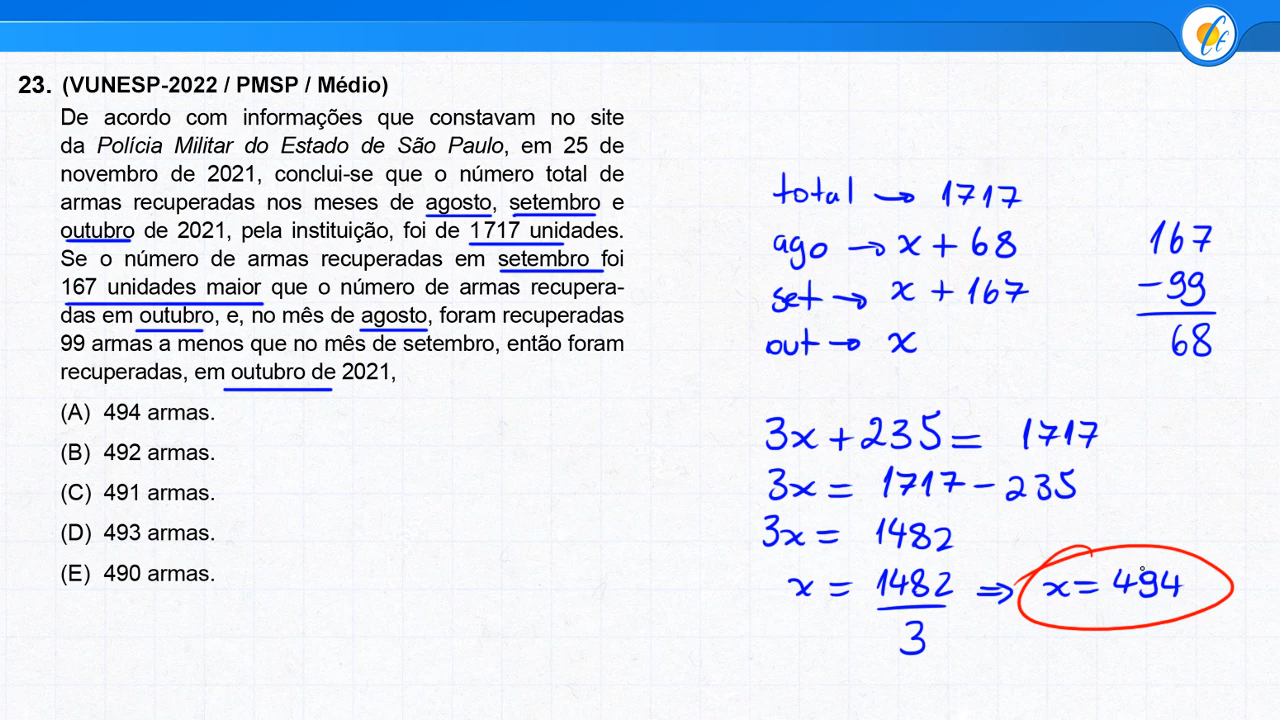 23. (VUNESP-2022 / PMSP / Médio)
De acordo com informações que constavam no site
da Polícia Militar do Estado de São Paulo, em 25 de
novembro de 2021, conclui-se que o número total de
armas recuperadas nos meses de agosto, setembro e
outubro de 2021, pela instituição, foi de 1717 unidades.
Se o número de armas recuperadas em setembro foi
167 unidades maior que o número de armas recupera-
das em outubro, e, no mês de agosto, foram recuperadas
99 armas a menos que no mês de setembro, então foram
recuperadas, em outubro de 2021,
(A) 494 armas.
(B) 492 armas.
(C) 491 armas.
(D) 493 armas.
(E) 490 armas.
total → 1717
ago → x + 68
set → x + 167
out → x
167
-99
68
3x + 235 = 1717
3x = 1717 - 235
3x = 1482
x = 1482 ⇒ x = 494
3
CE